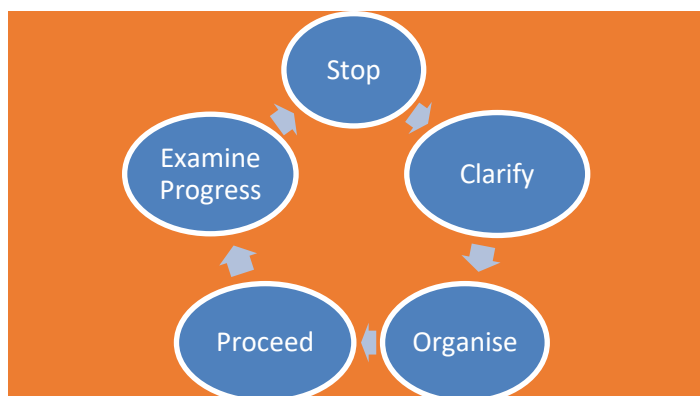 Stop
Clarify
Organise
Proceed
Examine
Progress